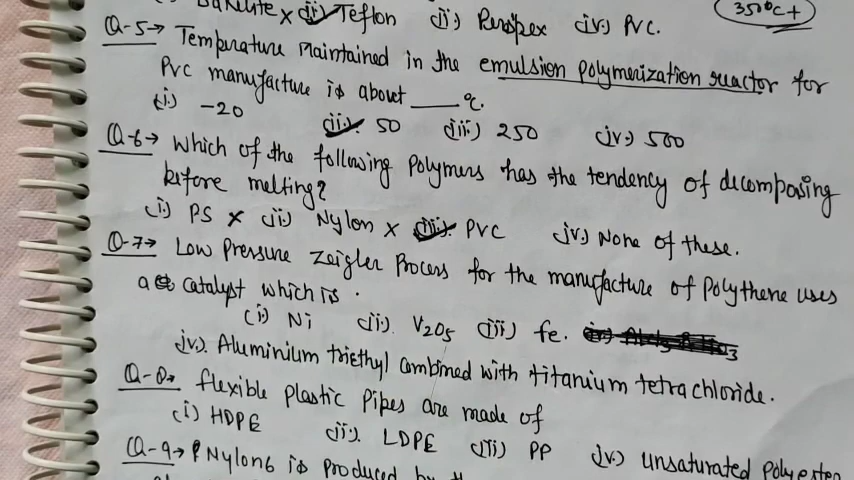 x (ii) Teflon (ii) Perspex (iv) PVC. 350°C+
Q-5→ Temperature Maintained in the emulsion polymerization reactor for
PVC manufacture is about ___ °C.
(i) -20 (ii) 50 (iii) 250 (iv) 500
Q-6→ Which of the following Polymers has the tendency of decomposing
before melting?
(i) PS x (ii) Nylon x (iii) PVC (iv) None of these.
Q-7→ Low Pressure Zeigler Process for the manufacture of Polythene uses
a catalyst which is .
(i) Ni (ii) V2O5 (iii) fe.
(iv) Aluminium triethyl combined with titanium tetrachloride.
Q-8→ flexible plastic Pipes are made of
(i) HDPE (ii) LDPE (iii) PP (iv) Unsaturated polyester
Q-9→ Nylon6 is produced by